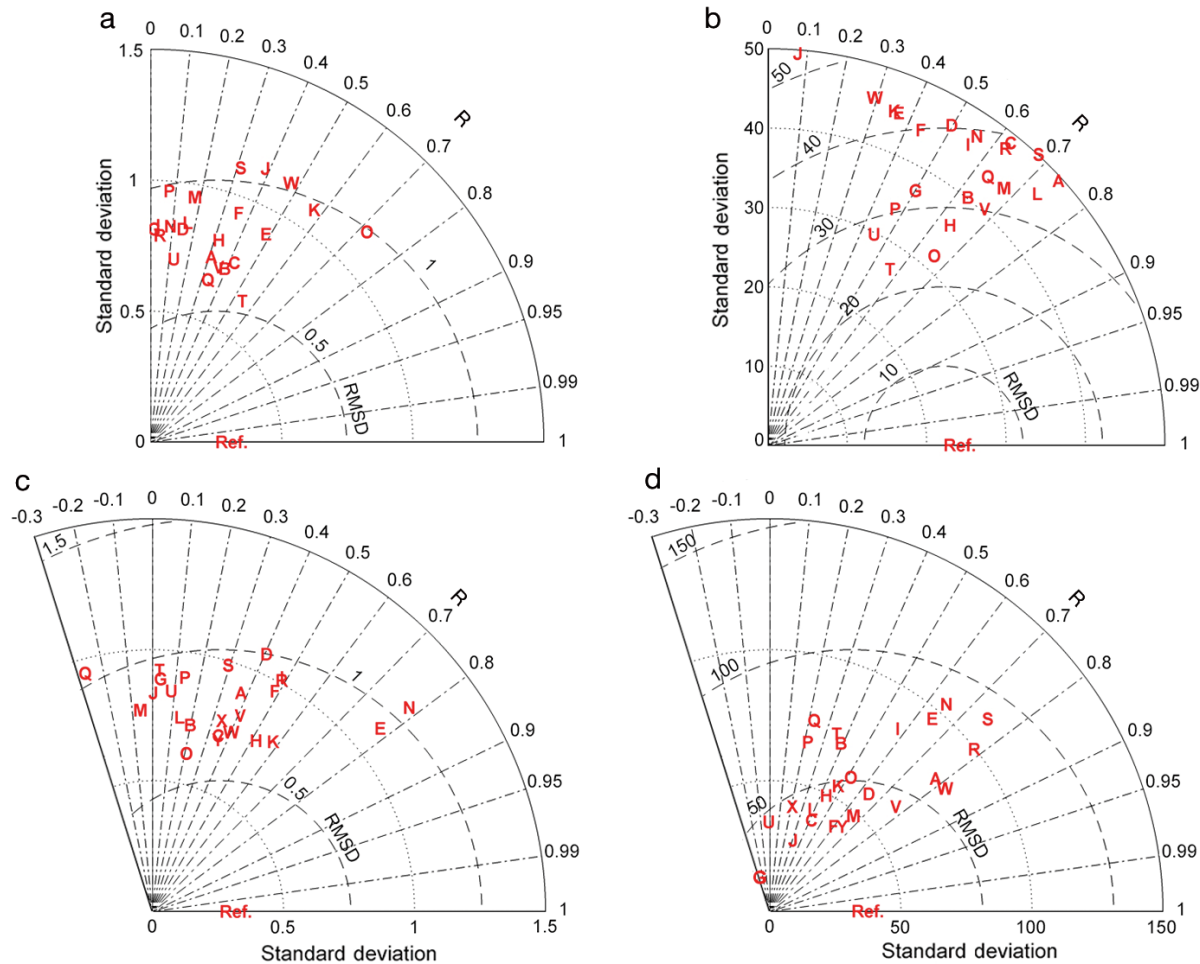 a
0 0.1 0.2 0.3 0.4 0.5 0.6 0.7 0.8 0.9 0.95 0.99 1
R
1.5
1
0.5
0
Standard deviation
S J W K O
P M F E
G N D L R
H A V B C
U Q T
1
0.5
RMSD
Ref.
b
0 0.1 0.2 0.3 0.4 0.5 0.6 0.7 0.8 0.9 0.95 0.99 1
R
50
40
30
20
10
0
Standard deviation
J W K E F D I N R C
A L M Q B Z
P G H U O T
50
40
30
20
10
RMSD
Ref.
c
-0.3 -0.2 -0.1 0 0.1 0.2 0.3 0.4 0.5 0.6 0.7 0.8 0.9 0.95 0.99 1
R
1.5
1
0.5
RMSD
Q T G P S D
M J U A F R
L B X V
O W H K
N E
Ref.
0 0.5 1 1.5
Standard deviation
d
-0.3 -0.2 -0.1 0 0.1 0.2 0.3 0.4 0.5 0.6 0.7 0.8 0.9 0.95 0.99 1
R
150
100
50
RMSD
Q P T B I E N S R
O K H D A W V
X L C M F Y
U J G
Ref.
0 50 100 150
Standard deviation